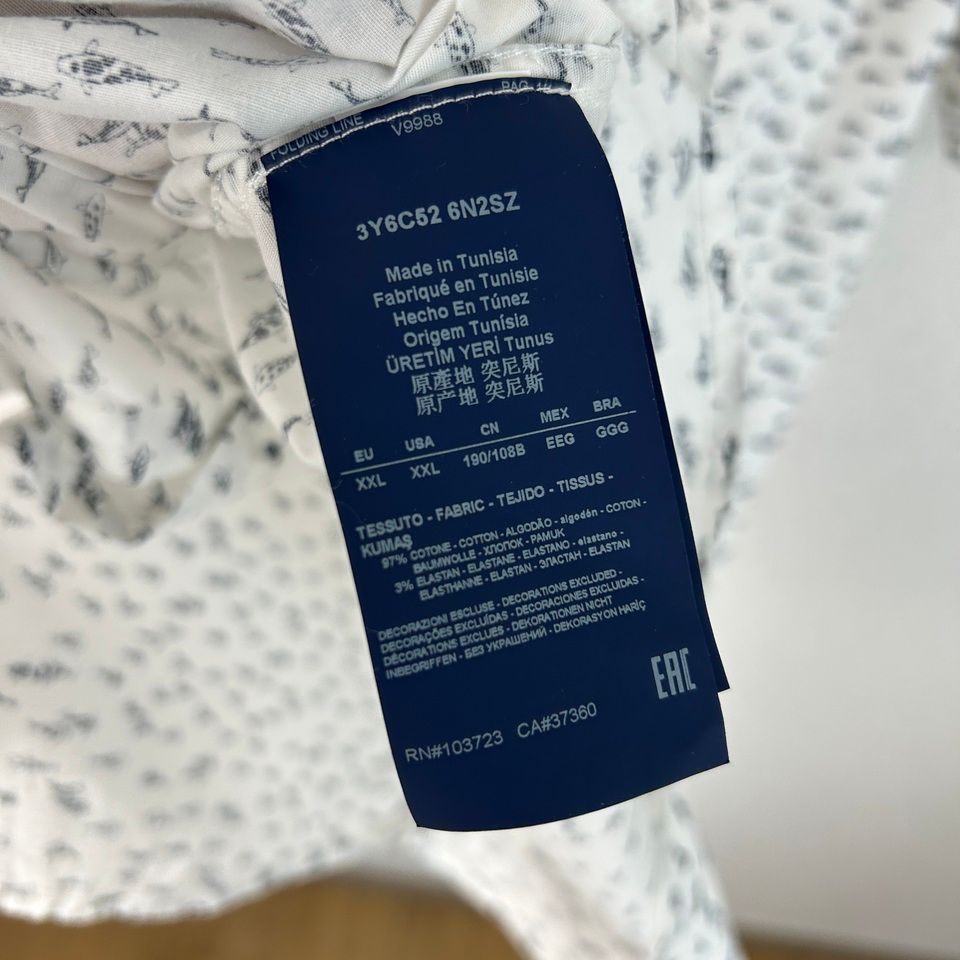 FOLDING LINE
V9988
3Y6C52 6N2SZ
Made in Tunisia
Fabriqué en Tunisie
Hecho En Túnez
Origem Tunísia
ÜRETİM YERİ Tunus
原產地 突尼斯
原产地 突尼斯
EU USA CN MEX BRA
XXL XXL 190/108B EEG GGG
TESSUTO - FABRIC - TEJIDO - TISSUS -
KUMAŞ
97% COTONE - COTTON - ALGODÃO - algodón - COTON -
BAUMWOLLE - ХЛОПОК - PAMUK
3% ELASTAN - ELASTANE - ELASTANO - elastano -
ELASTHANNE - ELASTAN - ЭЛАСТАН - ELASTAN
DECORAZIONI ESCLUSE - DECORATIONS EXCLUDED -
DECORAÇÕES EXCLUÍDAS - DECORACIONES EXCLUIDAS -
DÉCORATIONS EXCLUES - DEKORATIONEN NICHT
INBEGRIFFEN - БЕЗ УКРАШЕНИЙ - DEKORASYON HARİÇ
EAC
RN#103723 CA#37360